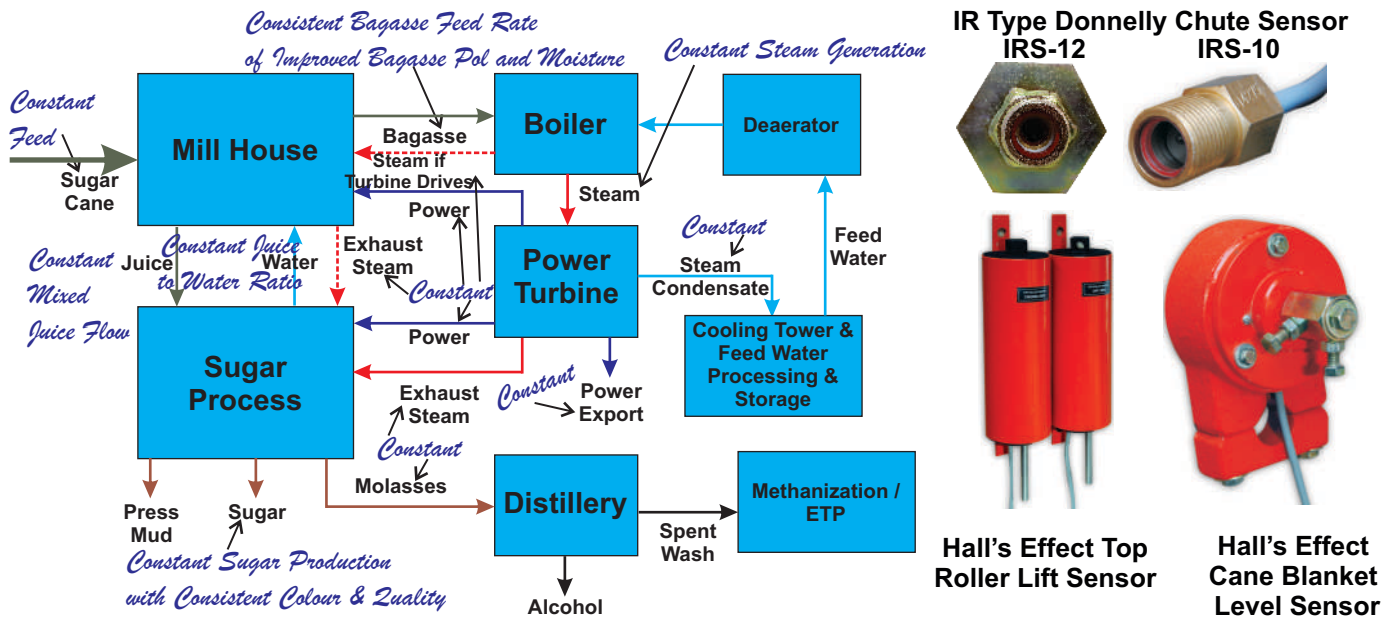 Consistent Bagasse Feed Rate
of Improved Bagasse Pol and Moisture
Constant Steam Generation
Constant
Feed
Sugar
Cane
Mill House
Bagasse
Steam if
Turbine Drives
Power
Boiler
Deaerator
Steam
Feed
Water
Constant
Mixed
Juice Flow
Juice
Constant Juice
to Water Ratio
Water
Exhaust
Steam
Constant
Power
Power
Turbine
Constant
Steam
Condensate
Cooling Tower &
Feed Water
Processing &
Storage
Sugar
Process
Exhaust
Steam
Constant
Molasses
Constant
Power
Export
Press
Mud
Sugar
Constant Sugar Production
with Consistent Colour & Quality
Distillery
Alcohol
Spent
Wash
Methanization /
ETP
IR Type Donnelly Chute Sensor
IRS-12
IRS-10
Hall's Effect Top
Roller Lift Sensor
Hall's Effect
Cane Blanket
Level Sensor